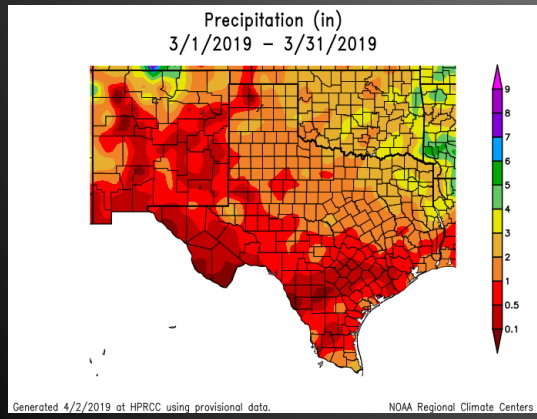 Precipitation (in)
3/1/2019 – 3/31/2019
9
8
7
6
5
4
3
2
1
0.5
0.1
Generated 4/2/2019 at HPRCC using provisional data.
NOAA Regional Climate Centers